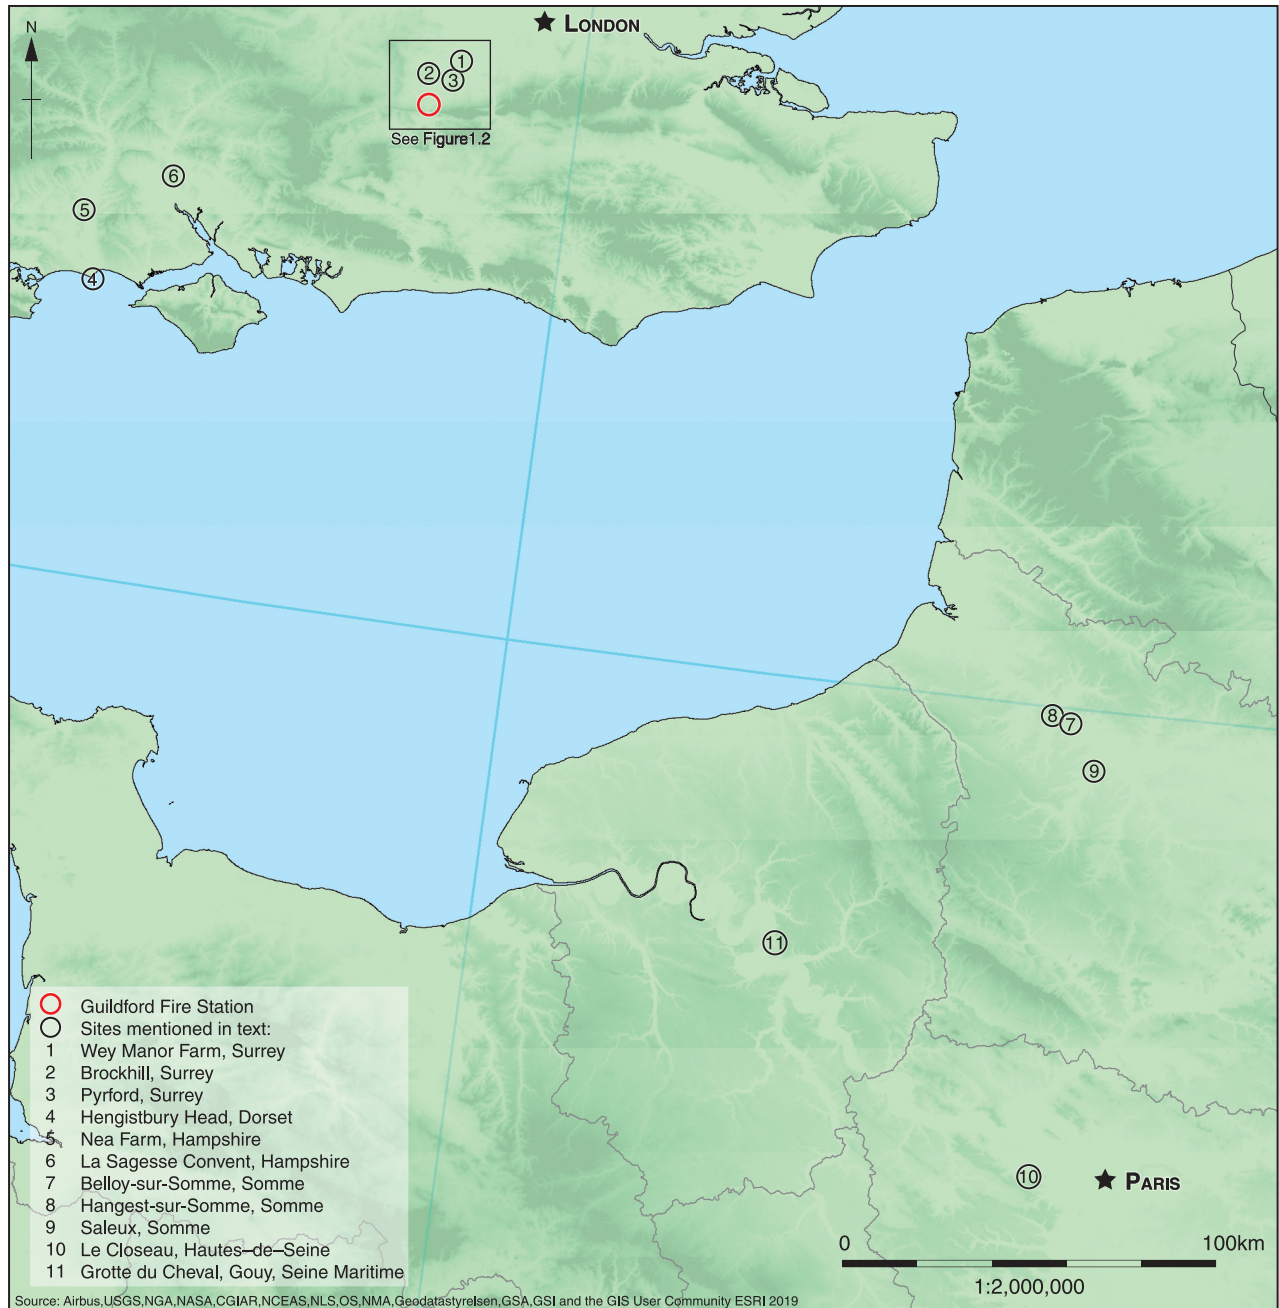 N
★ LONDON
1
2
3
See Figure1.2
6
5
4
8
7
9
11
10
★ PARIS
Guildford Fire Station
Sites mentioned in text:
1 Wey Manor Farm, Surrey
2 Brockhill, Surrey
3 Pyrford, Surrey
4 Hengistbury Head, Dorset
5 Nea Farm, Hampshire
6 La Sagesse Convent, Hampshire
7 Belloy-sur-Somme, Somme
8 Hangest-sur-Somme, Somme
9 Saleux, Somme
10 Le Closeau, Hautes–de–Seine
11 Grotte du Cheval, Gouy, Seine Maritime
0 100km
1:2,000,000
Source: Airbus,USGS,NGA,NASA,CGIAR,NCEAS,NLS,OS,NMA,Geodatastyrelsen,GSA,GSI and the GIS User Community ESRI 2019